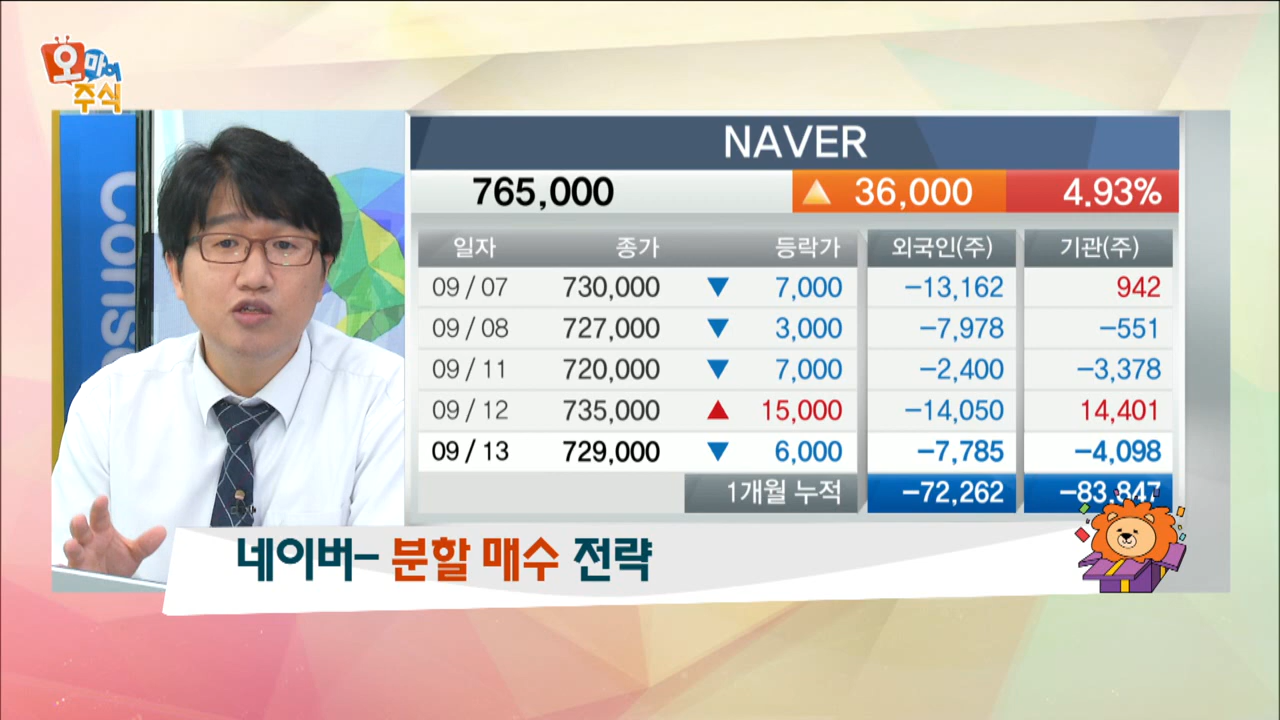 오마이
주식
Cons
NAVER
765,000 ▲ 36,000 4.93%
일자 종가 등락가 외국인(주) 기관(주)
09 / 07 730,000 ▼ 7,000 −13,162 942
09 / 08 727,000 ▼ 3,000 −7,978 −551
09 / 11 720,000 ▼ 7,000 −2,400 −3,378
09 / 12 735,000 ▲ 15,000 −14,050 14,401
09 / 13 729,000 ▼ 6,000 −7,785 −4,098
1개월 누적 −72,262 −83,847
네이버– 분할 매수 전략